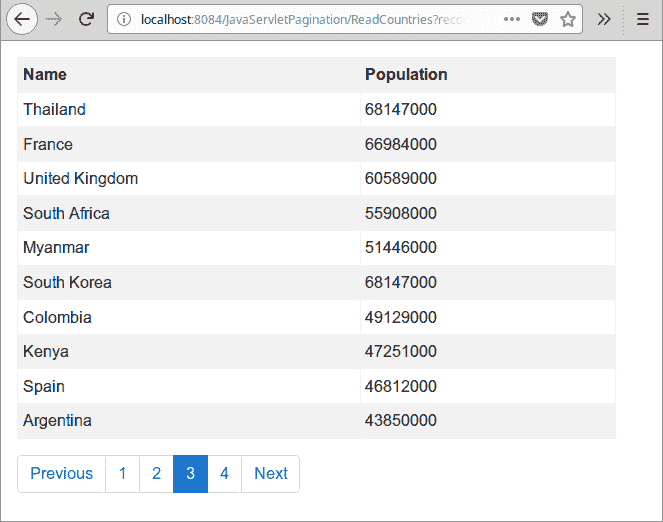 localhost:8084/JavaServletPagination/ReadCountries?reco
Name Population
Thailand 68147000
France 66984000
United Kingdom 60589000
South Africa 55908000
Myanmar 51446000
South Korea 68147000
Colombia 49129000
Kenya 47251000
Spain 46812000
Argentina 43850000
Previous 1 2 3 4 Next